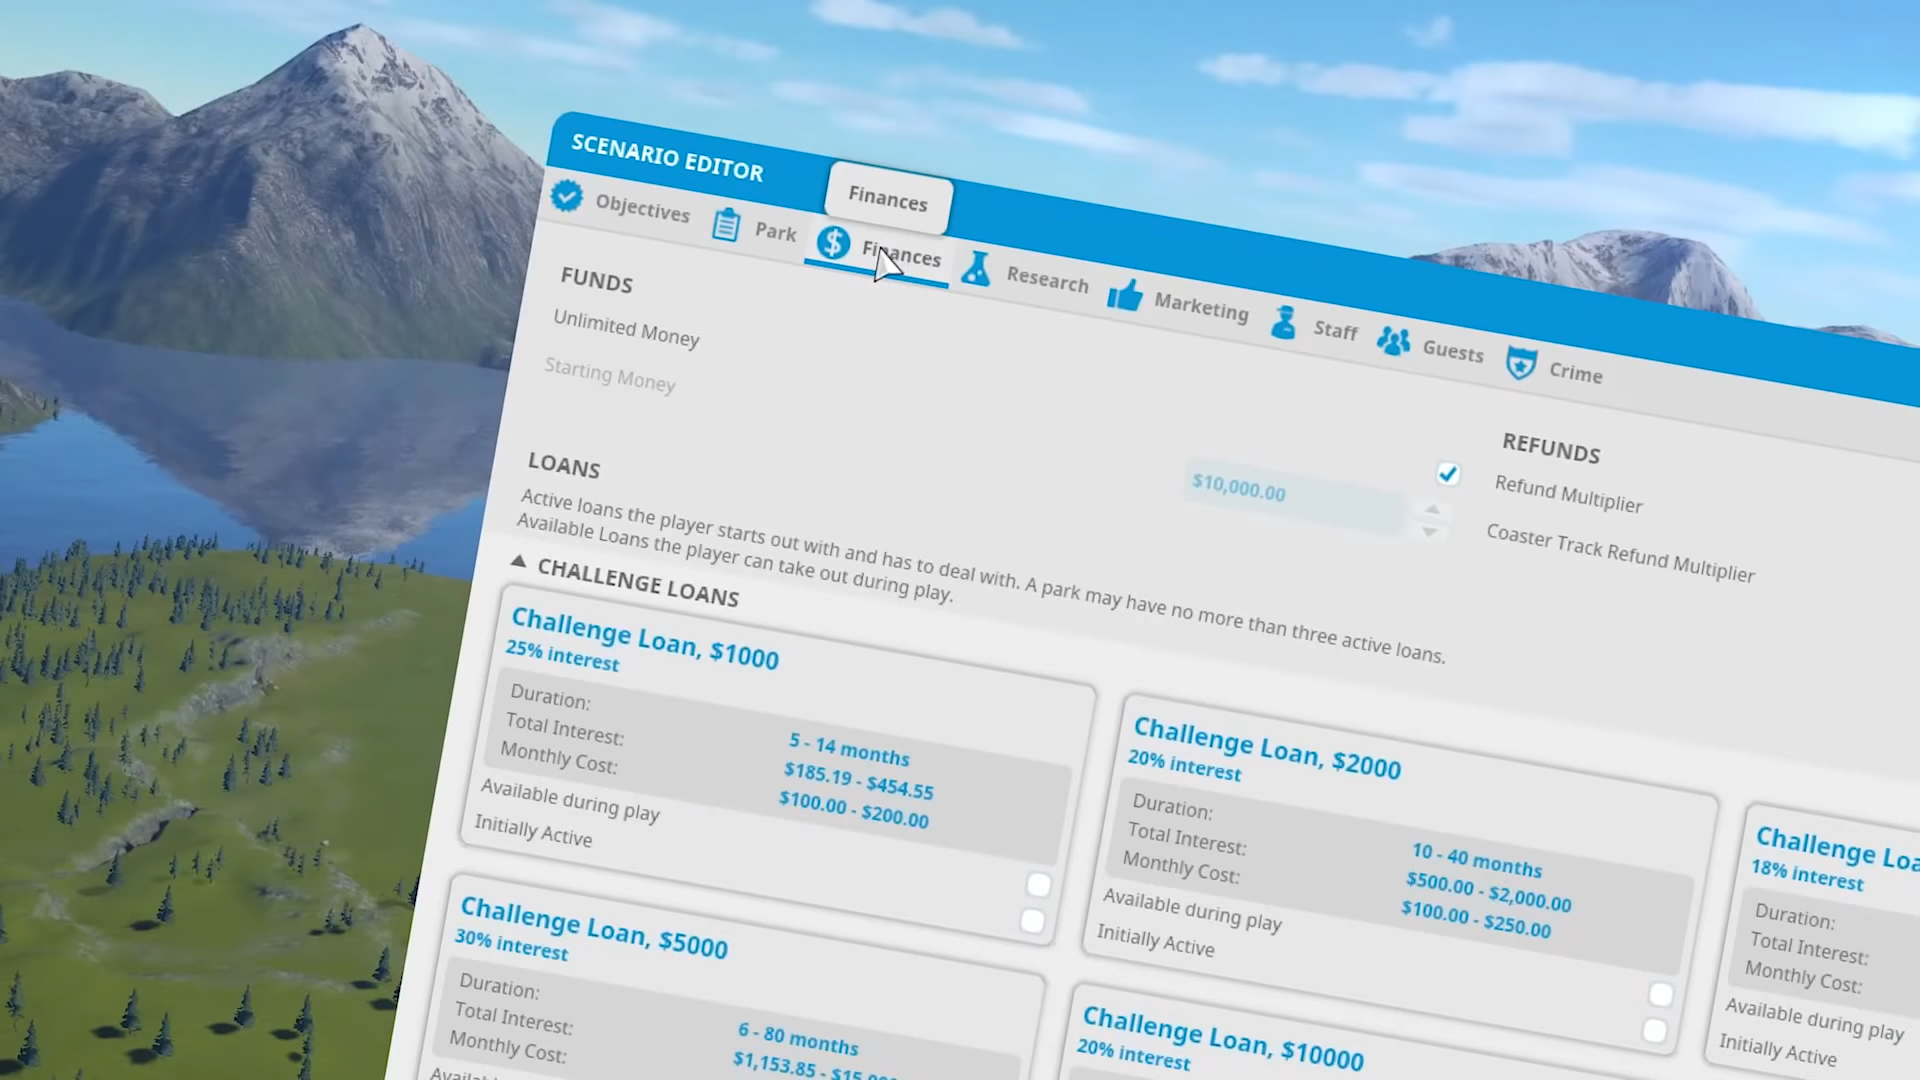 SCENARIO EDITOR
Finances
Objectives
Park
Finances
Research
Marketing
Staff
Guests
Crime
FUNDS
Unlimited Money
Starting Money
$10,000.00
REFUNDS
Refund Multiplier
Coaster Track Refund Multiplier
LOANS
Active loans the player starts out with and has to deal with. A park may have no more than three active loans.
Available Loans the player can take out during play.
CHALLENGE LOANS
Challenge Loan, $1000
25% interest
Duration:
5 - 14 months
Total Interest:
$185.19 - $454.55
Monthly Cost:
$100.00 - $200.00
Available during play
Initially Active
Challenge Loan, $2000
20% interest
Duration:
10 - 40 months
Total Interest:
$500.00 - $2,000.00
Monthly Cost:
$100.00 - $250.00
Available during play
Initially Active
Challenge
18% interest
Duration:
Total Interest:
Monthly Cost:
Available during play
Initially Active
Challenge Loan, $5000
30% interest
Duration:
6 - 80 months
Total Interest:
$1,153.85 -
Monthly Cost:
Challenge Loan, $10000
20% interest